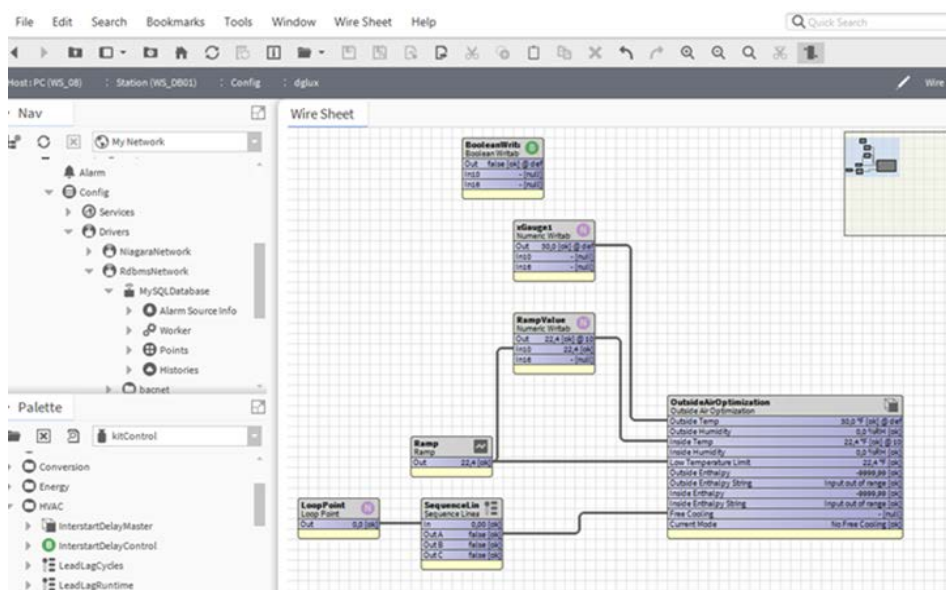 File Edit Search Bookmarks Tools Window Wire Sheet Help
Quick Search
Host : PC (WS_08) : Station (WS_DB01) : Config : dglux
Wire
Nav
My Network
Alarm
Config
Services
Drivers
NiagaraNetwork
RdbmsNetwork
MySQLDatabase
Alarm Source Info
Worker
Points
Histories
bacnet
Palette
kitControl
Conversion
Energy
HVAC
InterstartDelayMaster
InterstartDelayControl
LeadLagCycles
LeadLagRuntime
Wire Sheet
BooleanWrit
Boolean Writab
Out false [ok] @ def
In10 - [null]
In16 - [null]
xGauge1
Numeric Writab
Out 30,0 [ok] @ def
In10 - [null]
In16 - [null]
RampValue
Numeric Writab
Out 22,4 [ok] @ 10
In10 22,4 [ok]
In16 - [null]
Ramp
Ramp
Out 22,4 [ok]
LoopPoint
Loop Point
Out 0,0 [ok]
SequenceLin
Sequence Linea
In 0,00 [ok]
Out A false [ok]
Out B false [ok]
Out C false [ok]
OutsideAirOptimization
Outside Air Optimization
Outside Temp 30,0 °F [ok] @ def
Outside Humidity 0,0 %RH [ok]
Inside Temp 22,4 °F [ok] @ 10
Inside Humidity 0,0 %RH [ok]
Low Temperature Limit 22,4 °F [ok]
Outside Enthalpy -9999,99 [ok]
Outside Enthalpy String Input out of range [ok]
Inside Enthalpy -9999,99 [ok]
Inside Enthalpy String Input out of range [ok]
Free Cooling - [null]
Current Mode No Free Cooling [ok]